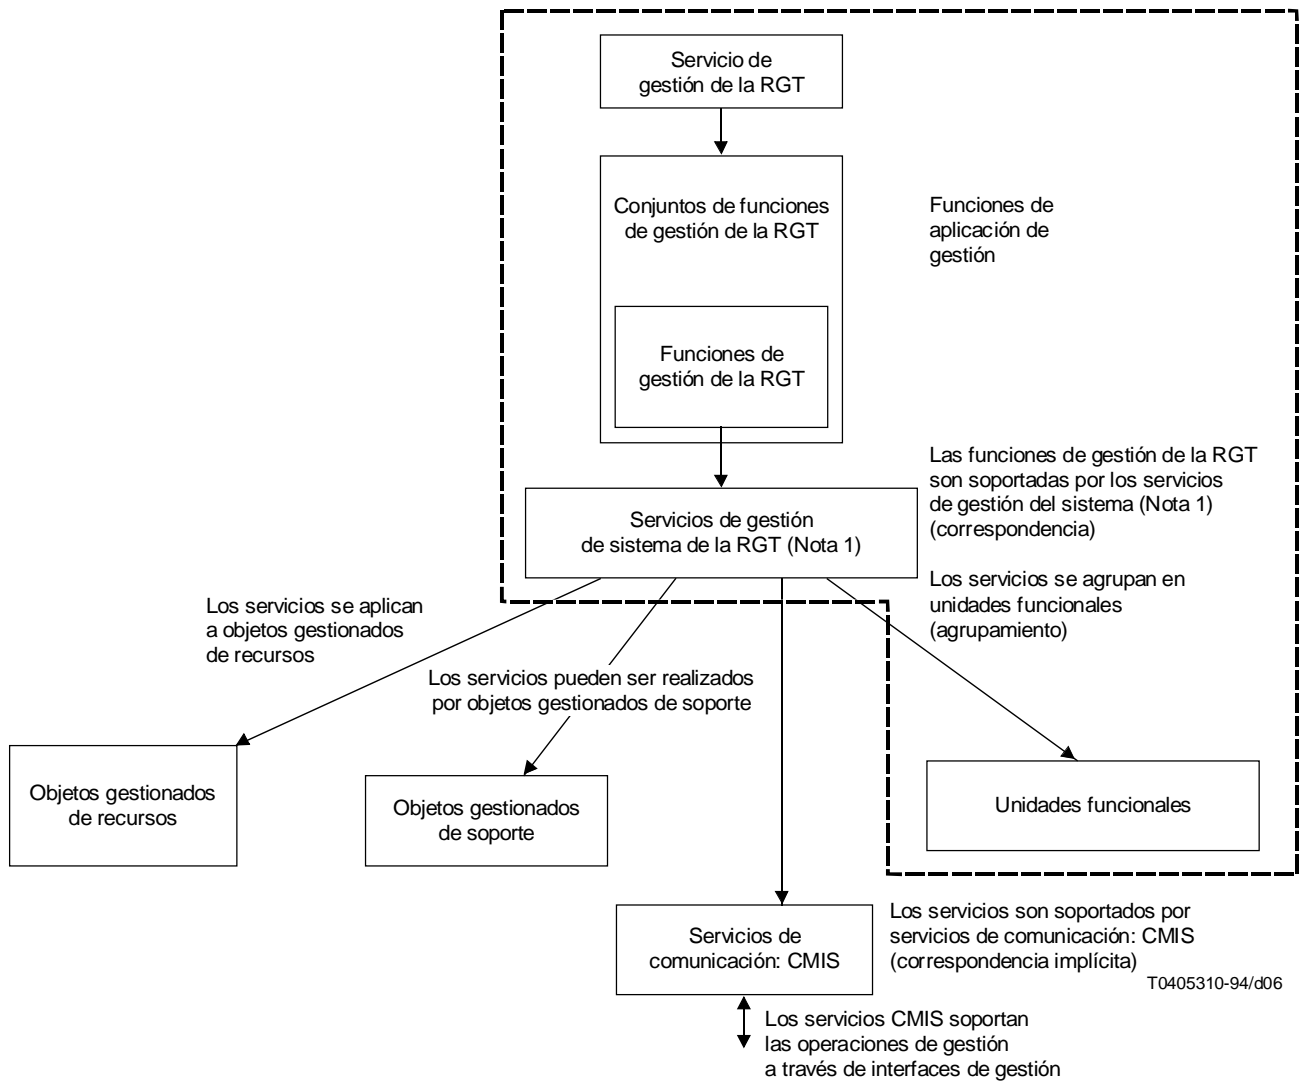 Servicio de
gestión de la RGT
Conjuntos de funciones
de gestión de la RGT
Funciones de
aplicación de
gestión
Funciones de
gestión de la RGT
Las funciones de gestión de la RGT
son soportadas por los servicios
de gestión del sistema (Nota 1)
(correspondencia)
Servicios de gestión
de sistema de la RGT (Nota 1)
Los servicios se agrupan en
unidades funcionales
(agrupamiento)
Los servicios se aplican
a objetos gestionados
de recursos
Los servicios pueden ser realizados
por objetos gestionados de soporte
Objetos gestionados
de recursos
Objetos gestionados
de soporte
Unidades funcionales
Servicios de
comunicación: CMIS
Los servicios son soportados por
servicios de comunicación: CMIS
(correspondencia implícita)
T0405310-94/d06
Los servicios CMIS soportan
las operaciones de gestión
a través de interfaces de gestión